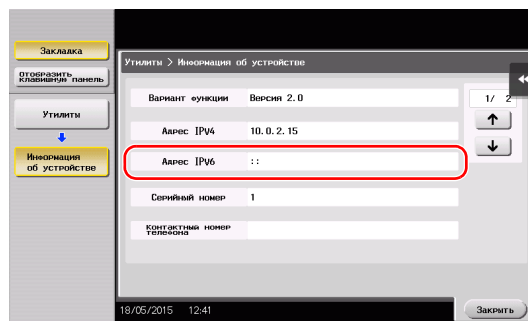 Закладка
Отобразить
клавишную панель
Утилиты
Информация
об устройстве
Утилиты > Информация об устройстве
Вариант функции Версия 2.0
1/ 2
Адрес IPv4 10.0.2.15
Адрес IPv6 ::
Серийный номер 1
Контактный номер
телефона
18/05/2015 12:41
Закрыть